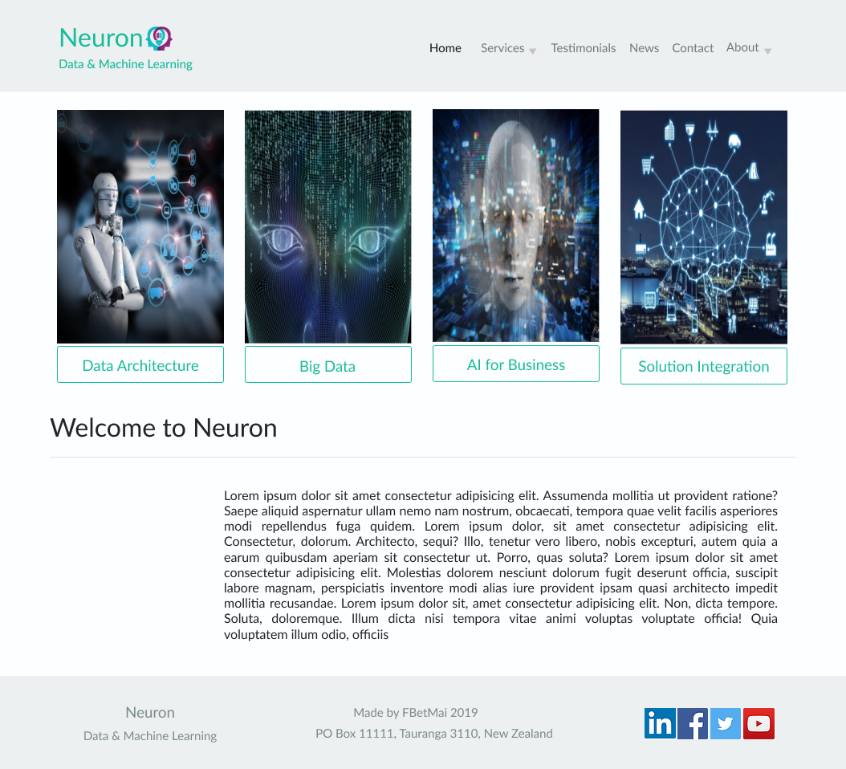 Neuron
Data & Machine Learning
Home Services Testimonials News Contact About
Data Architecture
Big Data
AI for Business
Solution Integration
Welcome to Neuron
Lorem ipsum dolor sit amet consectetur adipisicing elit. Assumenda mollitia ut provident ratione?
Saepe aliquid aspernatur ullam nemo nam nostrum, obcaecati, tempora quae velit facilis asperiores
modi repellendus fuga quidem. Lorem ipsum dolor, sit amet consectetur adipisicing elit.
Consectetur, dolorum. Architecto, sequi? Illo, tenetur vero libero, nobis excepturi, autem quia a
earum quibusdam aperiam sit consectetur ut. Porro, quas soluta? Lorem ipsum dolor sit amet
consectetur adipisicing elit. Molestias dolorem nesciunt dolorum fugit deserunt officia, suscipit
labore magnam, perspiciatis inventore modi alias iure provident ipsam quasi architecto impedit
mollitia recusandae. Lorem ipsum dolor sit, amet consectetur adipisicing elit. Non, dicta tempore.
Soluta, doloremque. Illum dicta nisi tempora vitae animi voluptas voluptate officia! Quia
voluptatem illum odio, officiis
Neuron
Data & Machine Learning
Made by FBetMai 2019
PO Box 11111, Tauranga 3110, New Zealand
in f